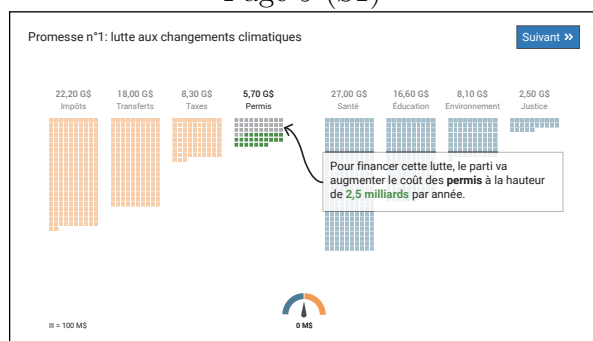 Promesse n°1: lutte aux changements climatiques
Suivant »
22,20 G$ 18,00 G$ 8,30 G$ 5,70 G$ 27,00 G$ 16,60 G$ 8,10 G$ 2,50 G$
Impôts Transferts Taxes Permis Santé Éducation Environnement Justice
Pour financer cette lutte, le parti va
augmenter le coût des permis à la hauteur
de 2,5 milliards par année.
= 100 M$
0 M$